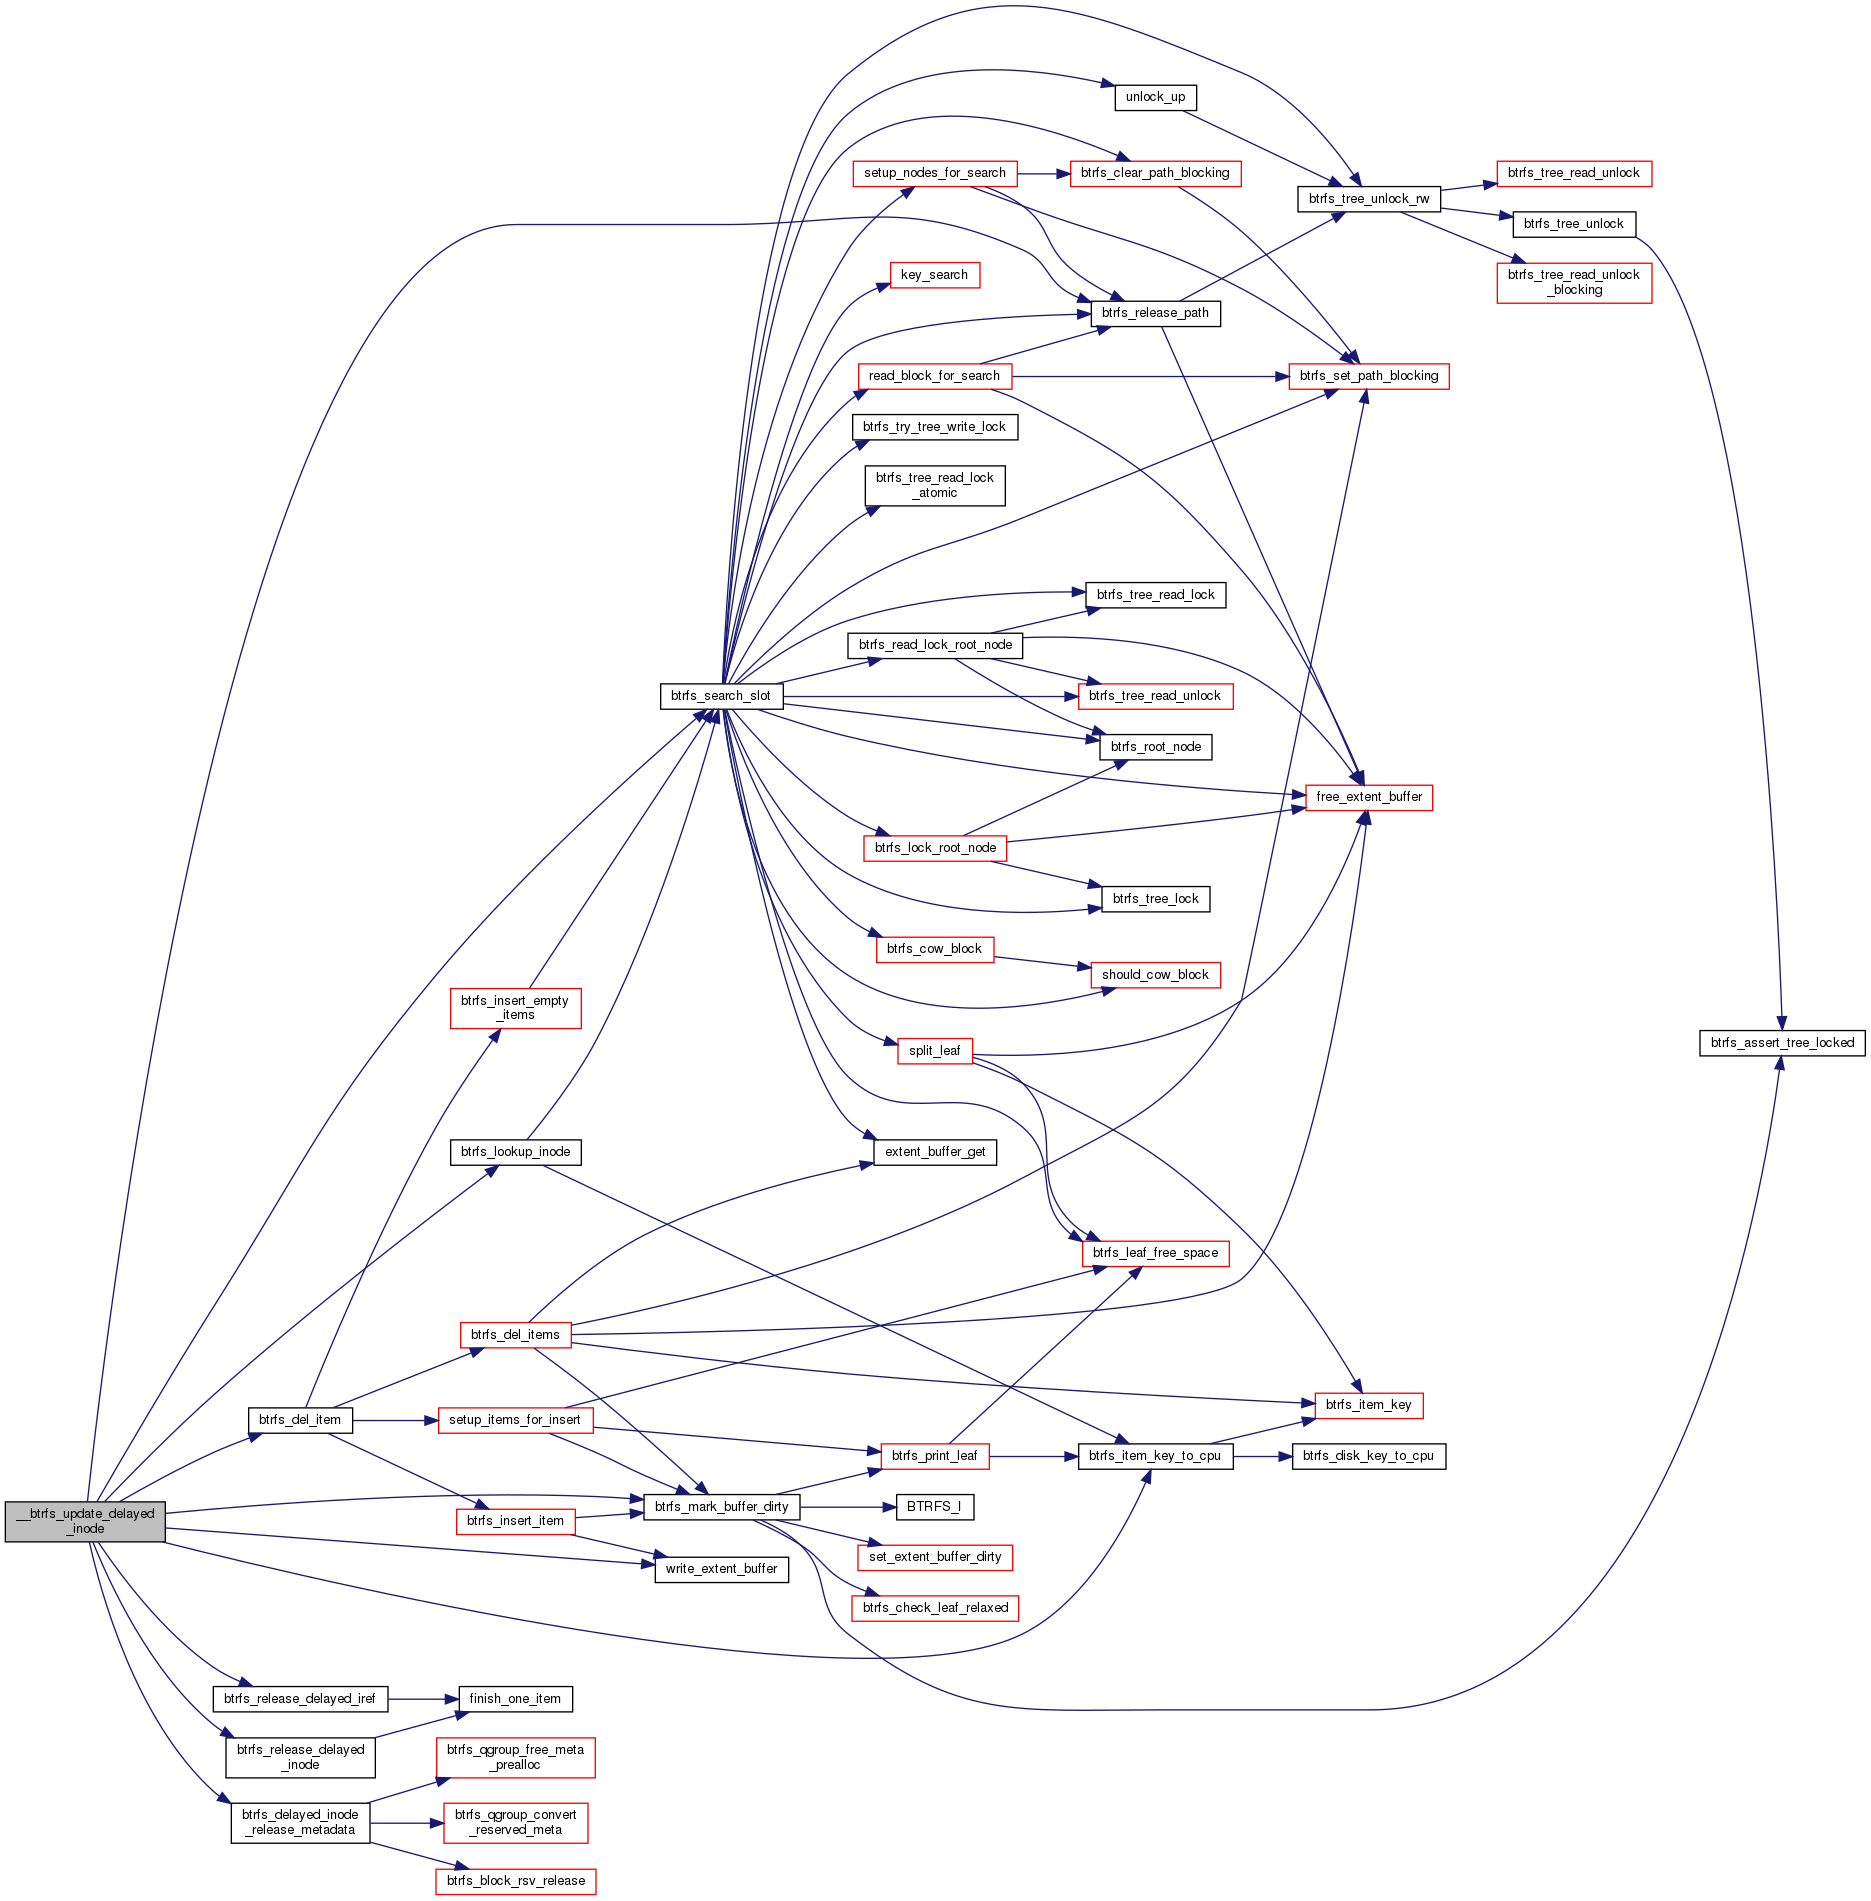 unlock_up
setup_nodes_for_search
btrfs_clear_path_blocking
btrfs_tree_read_unlock
btrfs_tree_unlock_rw
btrfs_tree_unlock
key_search
btrfs_tree_read_unlock
_blocking
btrfs_release_path
read_block_for_search
btrfs_set_path_blocking
btrfs_try_tree_write_lock
btrfs_tree_read_lock
_atomic
btrfs_tree_read_lock
btrfs_read_lock_root_node
btrfs_search_slot
btrfs_tree_read_unlock
btrfs_root_node
free_extent_buffer
btrfs_lock_root_node
btrfs_tree_lock
btrfs_cow_block
should_cow_block
btrfs_insert_empty
_items
split_leaf
btrfs_assert_tree_locked
btrfs_lookup_inode
extent_buffer_get
btrfs_leaf_free_space
btrfs_del_items
btrfs_item_key
btrfs_del_item
setup_items_for_insert
btrfs_print_leaf
btrfs_item_key_to_cpu
btrfs_disk_key_to_cpu
btrfs_mark_buffer_dirty
BTRFS_I
__btrfs_update_delayed
_inode
btrfs_insert_item
set_extent_buffer_dirty
write_extent_buffer
btrfs_check_leaf_relaxed
btrfs_release_delayed_iref
finish_one_item
btrfs_release_delayed
_inode
btrfs_qgroup_free_meta
_prealloc
btrfs_delayed_inode
_release_metadata
btrfs_qgroup_convert
_reserved_meta
btrfs_block_rsv_release